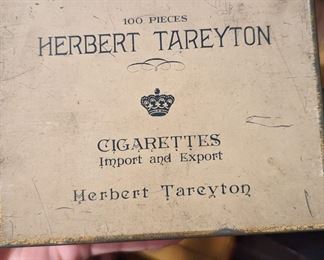 100 PIECES
HERBERT TAREYTON
CIGARETTES
Import and Export
Herbert Tareyton